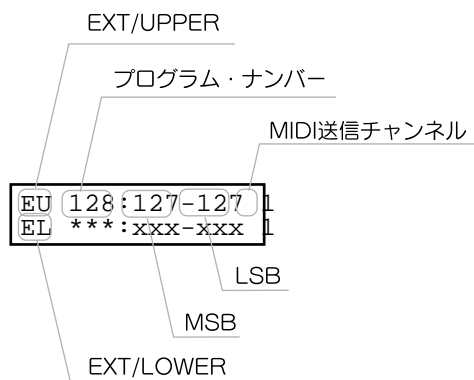 EXT/UPPER
プログラム・ナンバー
MIDI送信チャンネル
EU 128:127-127 1
EL ***:xxx-xxx 1
LSB
MSB
EXT/LOWER